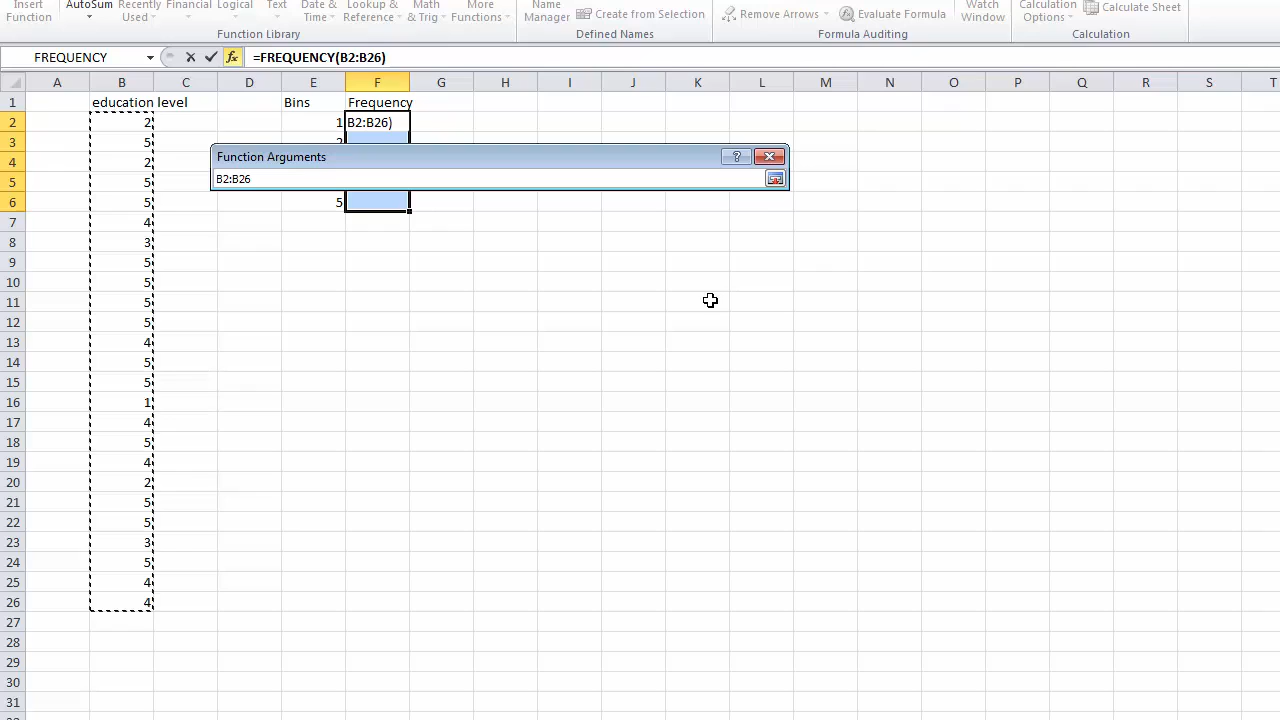 Insert AutoSum Recently Financial Logical Text Date & Lookup & Math More Name Create from Selection Remove Arrows Evaluate Formula Watch Calculation Calculate Sheet
Function Used Time Reference & Trig Functions Manager Window Options
Function Library Defined Names Formula Auditing Calculation
FREQUENCY =FREQUENCY(B2:B26)
A B C D E F G H I J K L M N O P Q R S T
1 education level Bins Frequency
2 2 1 B2:B26)
3 5 2
Function Arguments
4 2
B2:B26
5 5
6 5 5
7 4
8 3
9 5
10 5
11 5
12 5
13 4
14 5
15 5
16 1
17 4
18 5
19 4
20 2
21 5
22 5
23 3
24 5
25 4
26 4
27
28
29
30
31